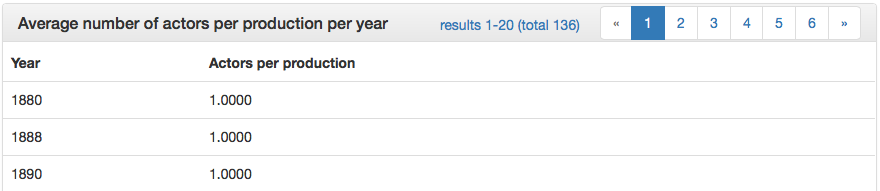 Average number of actors per production per year results 1-20 (total 136) « 1 2 3 4 5 6 »
Year Actors per production
1880 1.0000
1888 1.0000
1890 1.0000